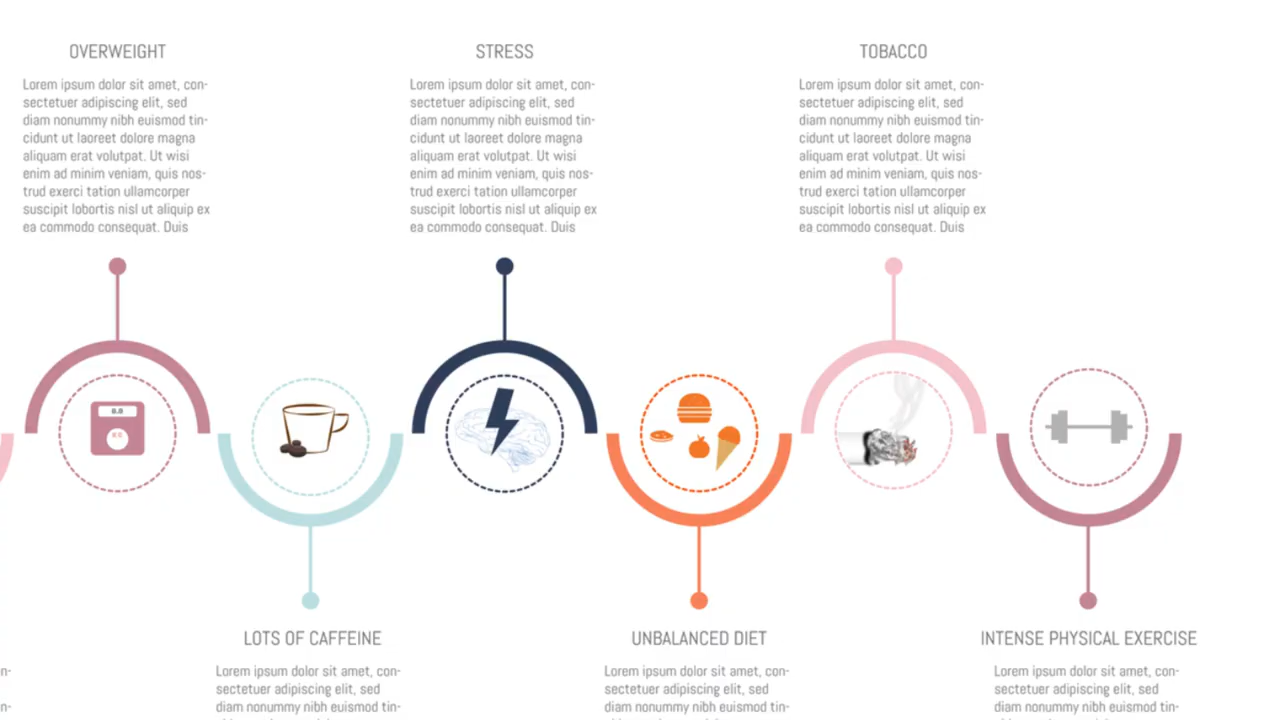 OVERWEIGHT
Lorem ipsum dolor sit amet, con-
sectetuer adipiscing elit, sed
diam nonummy nibh euismod tin-
cidunt ut laoreet dolore magna
aliquam erat volutpat. Ut wisi
enim ad minim veniam, quis nos-
trud exerci tation ullamcorper
suscipit lobortis nisl ut aliquip ex
ea commodo consequat. Duis
STRESS
Lorem ipsum dolor sit amet, con-
sectetuer adipiscing elit, sed
diam nonummy nibh euismod tin-
cidunt ut laoreet dolore magna
aliquam erat volutpat. Ut wisi
enim ad minim veniam, quis nos-
trud exerci tation ullamcorper
suscipit lobortis nisl ut aliquip ex
ea commodo consequat. Duis
TOBACCO
Lorem ipsum dolor sit amet, con-
sectetuer adipiscing elit, sed
diam nonummy nibh euismod tin-
cidunt ut laoreet dolore magna
aliquam erat volutpat. Ut wisi
enim ad minim veniam, quis nos-
trud exerci tation ullamcorper
suscipit lobortis nisl ut aliquip ex
ea commodo consequat. Duis
0.0
KG
LOTS OF CAFFEINE
Lorem ipsum dolor sit amet, con-
sectetuer adipiscing elit, sed
diam nonummy nibh euismod tin-
UNBALANCED DIET
Lorem ipsum dolor sit amet, con-
sectetuer adipiscing elit, sed
diam nonummy nibh euismod tin-
INTENSE PHYSICAL EXERCISE
Lorem ipsum dolor sit amet, con-
sectetuer adipiscing elit, sed
diam nonummy nibh euismod tin-